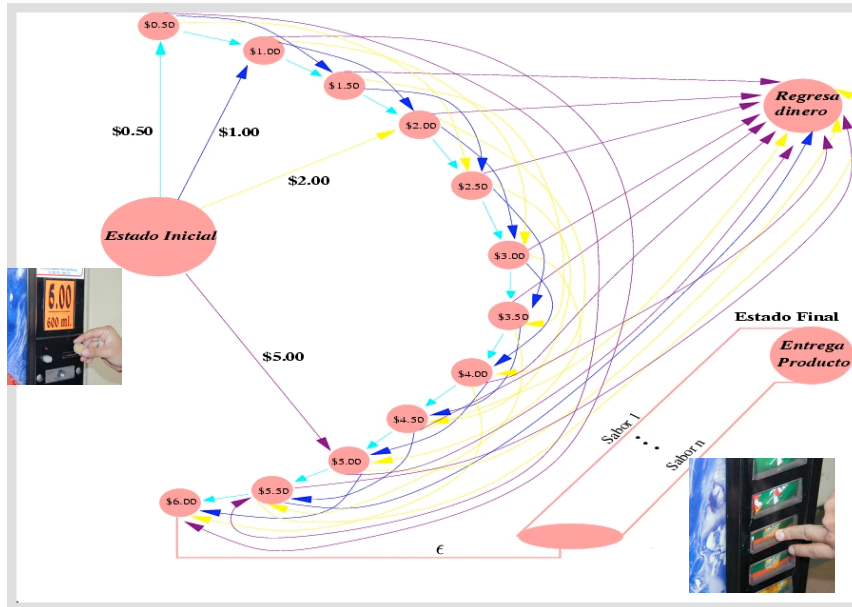 $0.50
$1.00
$1.50
$2.00
$2.50
$3.00
$3.50
$4.00
$4.50
$5.00
$5.50
$6.00
$0.50
$1.00
$2.00
$5.00
Estado Inicial
Regresa
dinero
Estado Final
Entrega
Producto
Sabor 1
Sabor n
ϵ
6.00
600 ml.